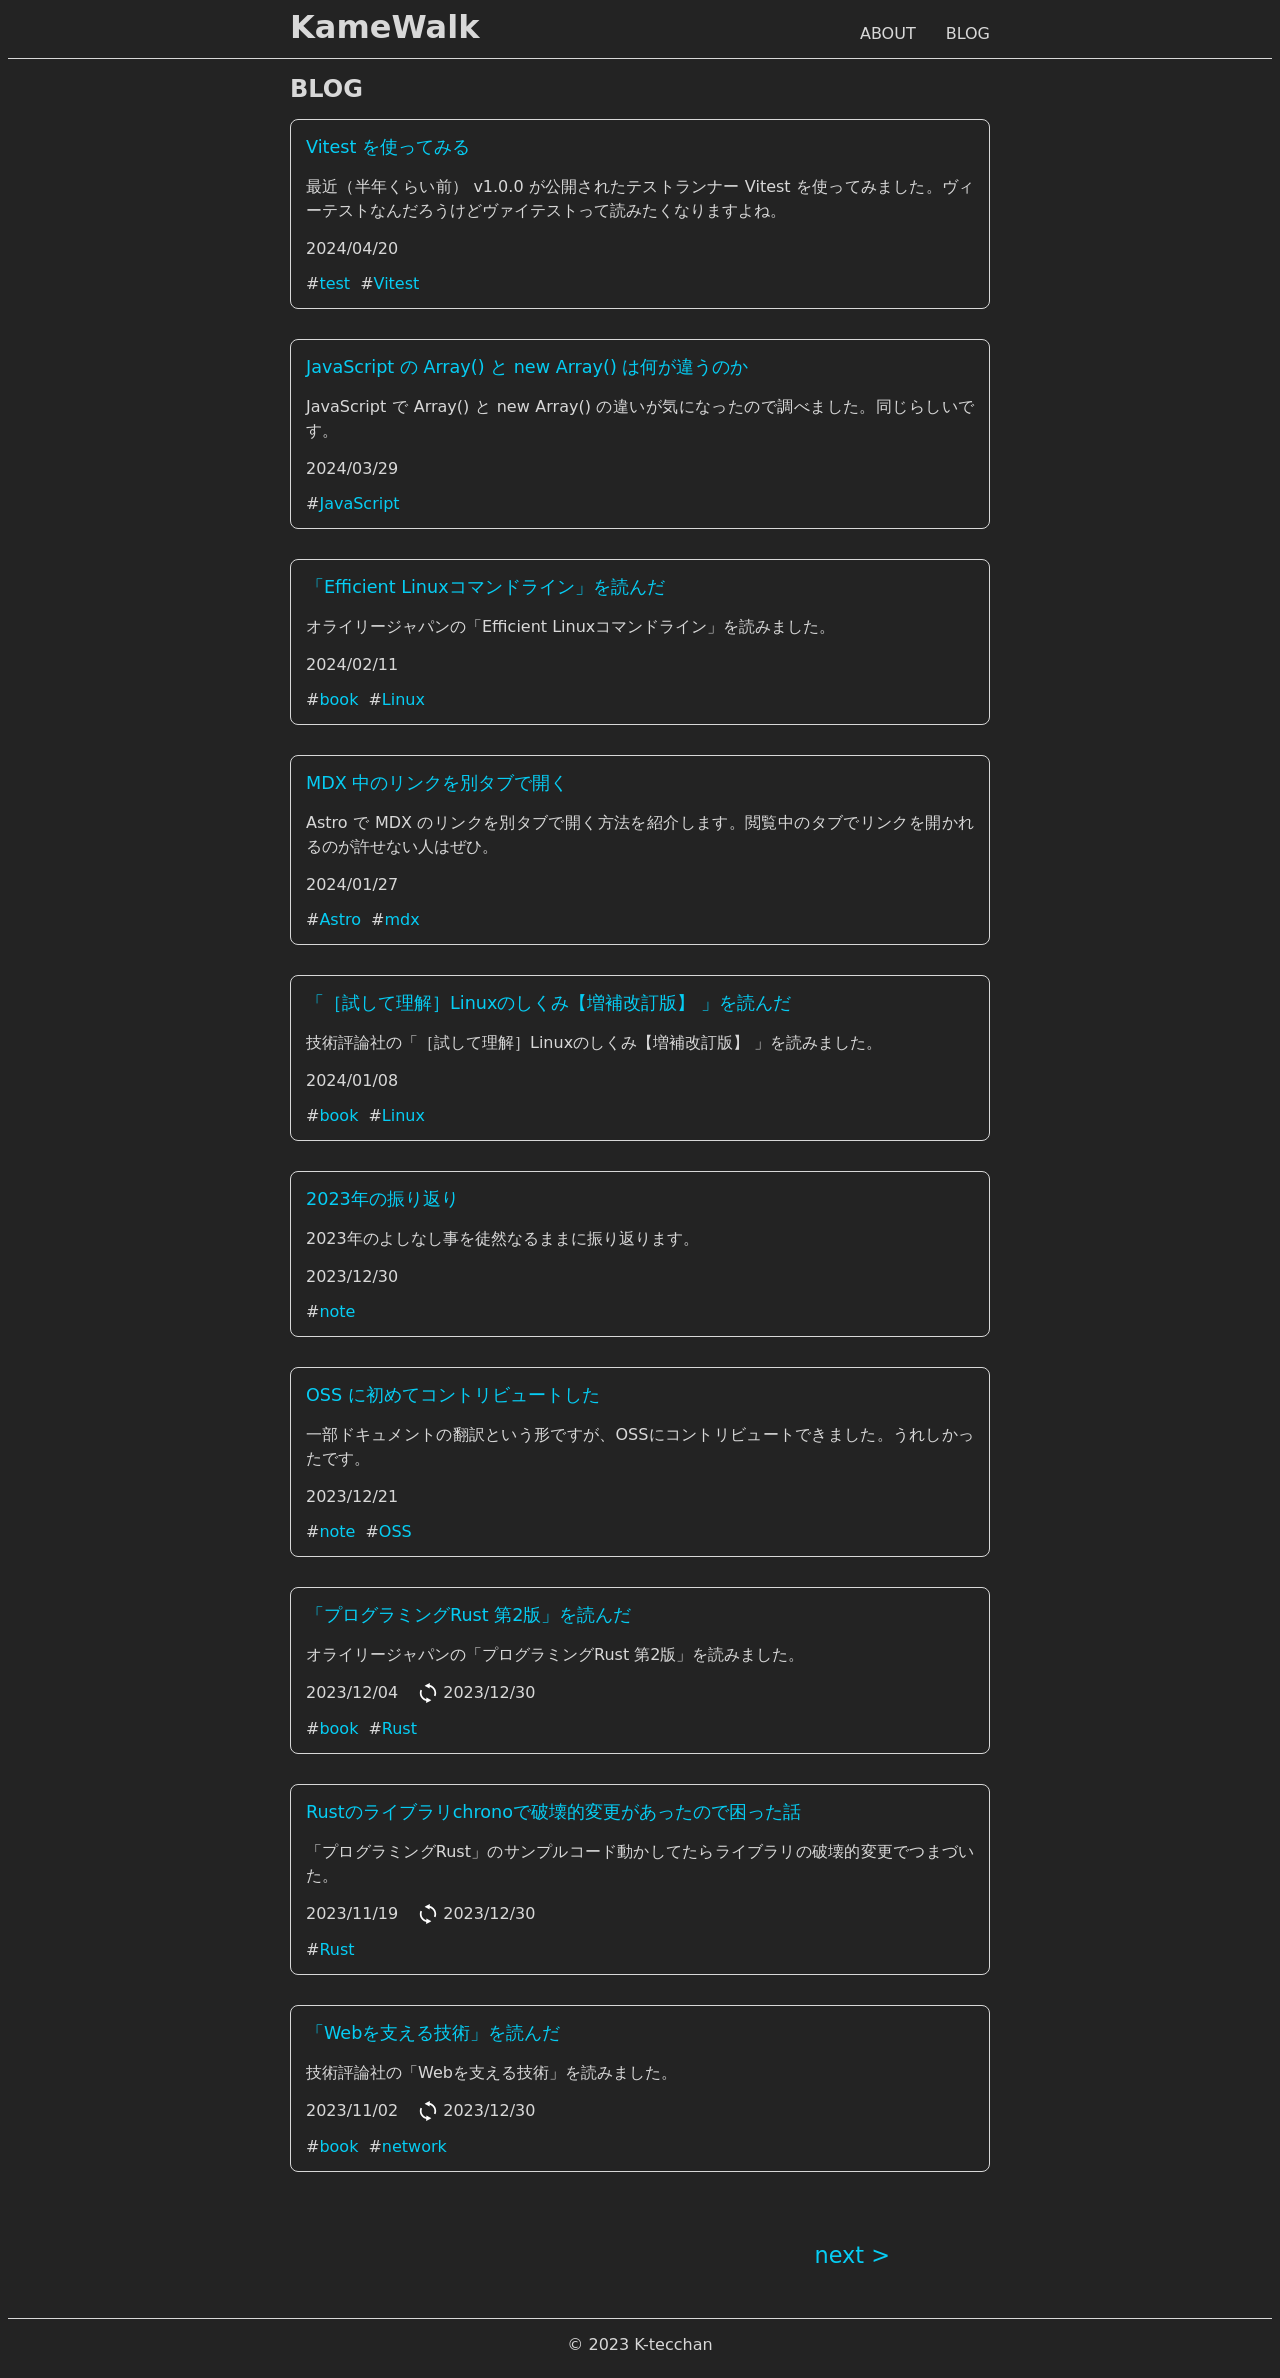 KameWalk
ABOUT BLOG
BLOG
Vitest を使ってみる
最近（半年くらい前） v1.0.0 が公開されたテストランナー Vitest を使ってみました。ヴィ
ーテストなんだろうけどヴァイテストって読みたくなりますよね。
2024/04/20
#test #Vitest
JavaScript の Array() と new Array() は何が違うのか
JavaScript で Array() と new Array() の違いが気になったので調べました。同じらしいで
す。
2024/03/29
#JavaScript
「Efficient Linuxコマンドライン」を読んだ
オライリージャパンの「Efficient Linuxコマンドライン」を読みました。
2024/02/11
#book #Linux
MDX 中のリンクを別タブで開く
Astro で MDX のリンクを別タブで開く方法を紹介します。閲覧中のタブでリンクを開かれ
るのが許せない人はぜひ。
2024/01/27
#Astro #mdx
「［試して理解］Linuxのしくみ【増補改訂版】 」を読んだ
技術評論社の「［試して理解］Linuxのしくみ【増補改訂版】 」を読みました。
2024/01/08
#book #Linux
2023年の振り返り
2023年のよしなし事を徒然なるままに振り返ります。
2023/12/30
#note
OSS に初めてコントリビュートした
一部ドキュメントの翻訳という形ですが、OSSにコントリビュートできました。うれしかっ
たです。
2023/12/21
#note #OSS
「プログラミングRust 第2版」を読んだ
オライリージャパンの「プログラミングRust 第2版」を読みました。
2023/12/04 2023/12/30
#book #Rust
Rustのライブラリchronoで破壊的変更があったので困った話
「プログラミングRust」のサンプルコード動かしてたらライブラリの破壊的変更でつまづい
た。
2023/11/19 2023/12/30
#Rust
「Webを支える技術」を読んだ
技術評論社の「Webを支える技術」を読みました。
2023/11/02 2023/12/30
#book #network
next >
© 2023 K-tecchan